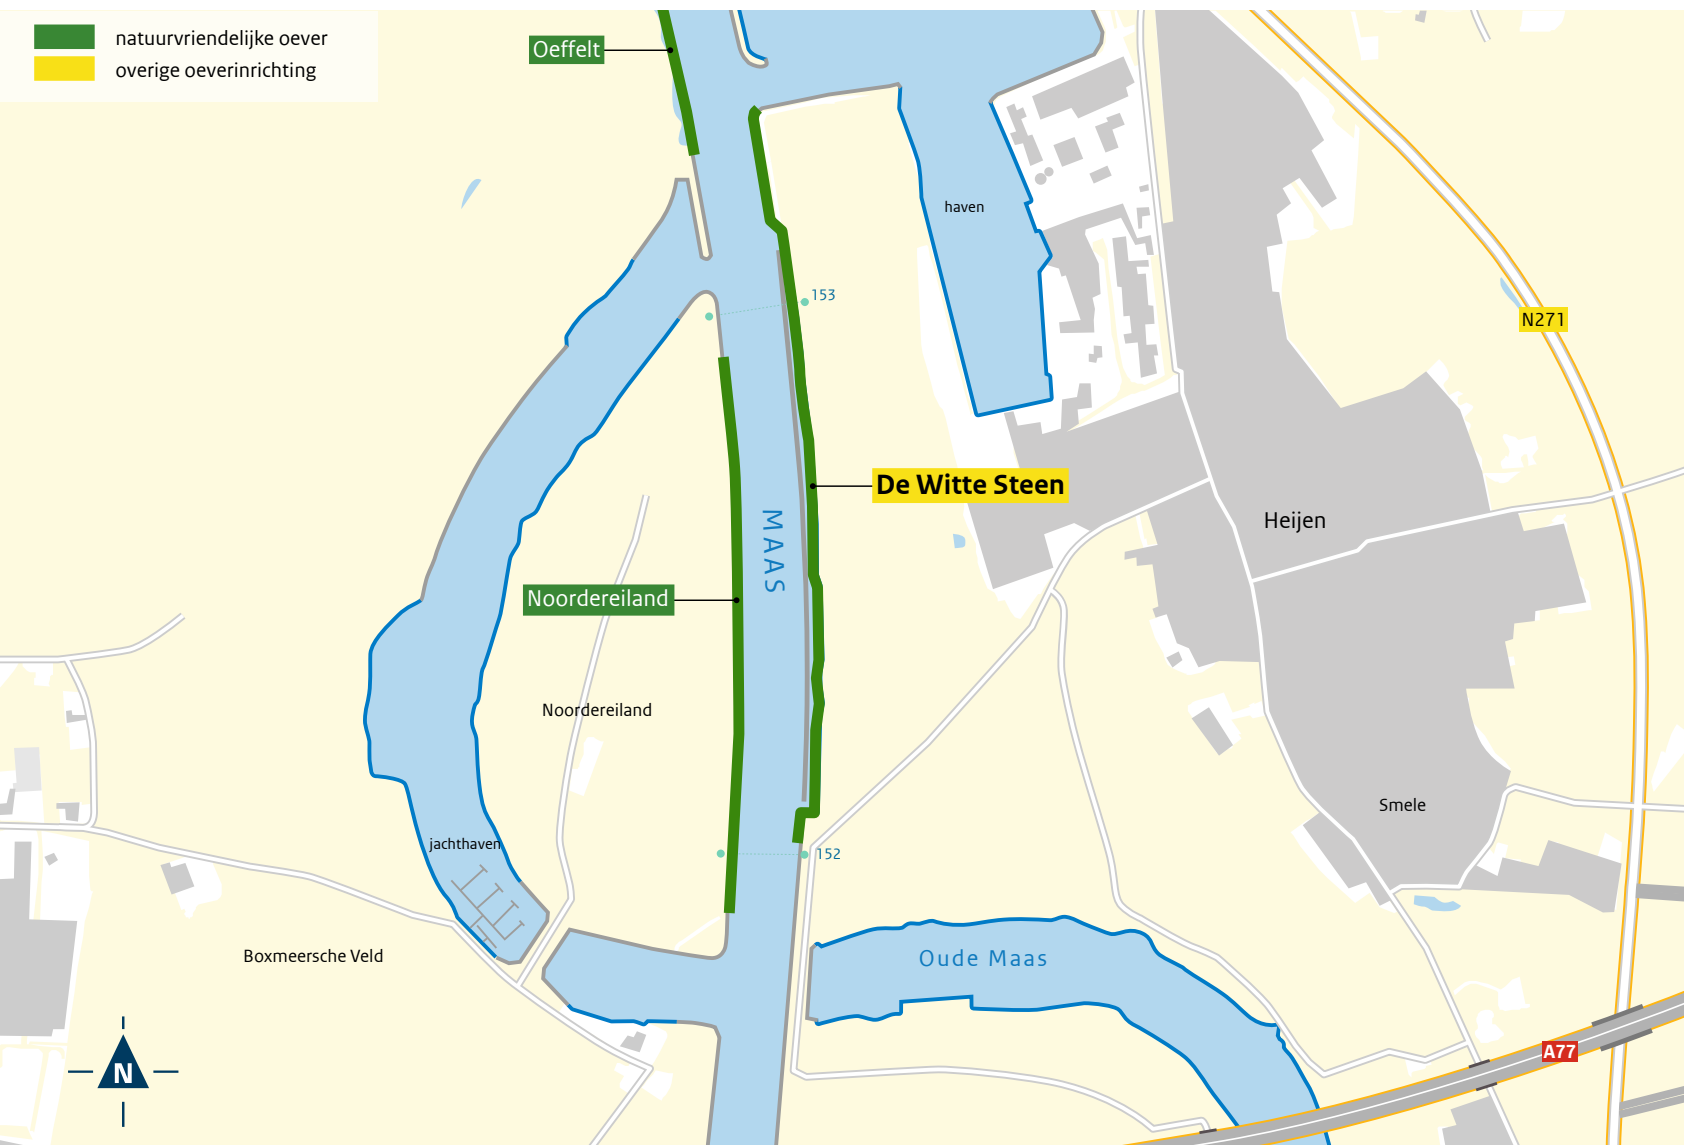 natuurvriendelijke oever
overige oeverinrichting
Oeffelt
haven
153
N271
De Witte Steen
MAAS
Heijen
Noordereiland
Noordereiland
Smele
jachthaven
152
Boxmeersche Veld
Oude Maas
A77
N